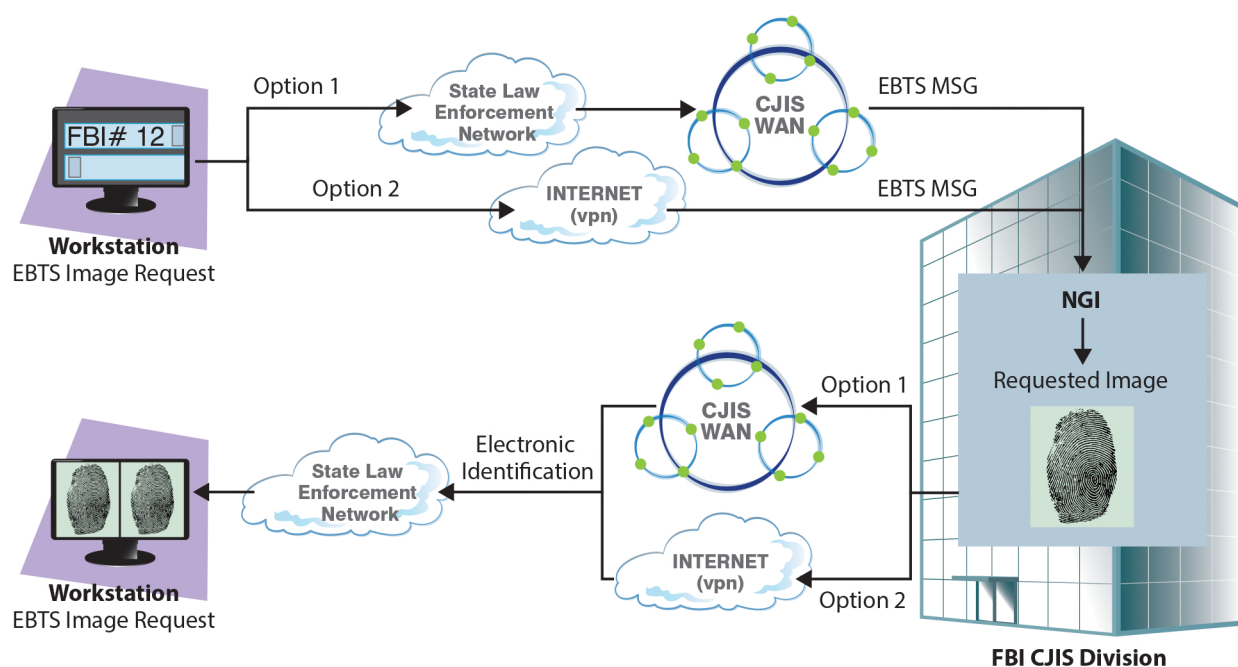 Option 1
State Law
Enforcement
Network
CJIS
WAN
EBTS MSG
FBI# 12
Option 2
INTERNET
(vpn)
EBTS MSG
Workstation
EBTS Image Request
NGI
Requested Image
Option 1
CJIS
WAN
Electronic
Identification
State Law
Enforcement
Network
INTERNET
(vpn)
Option 2
Workstation
EBTS Image Request
FBI CJIS Division